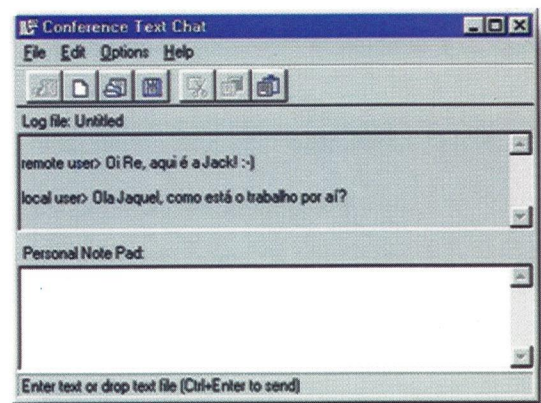 Conference Text Chat
File Edit Options Help
Log file: Untitled
remote user> Oi Re, aqui é a Jack! :-)
local user> Ola Jaquel, como está o trabalho por aí?
Personal Note Pad:
Enter text or drop text file (Ctrl+Enter to send)